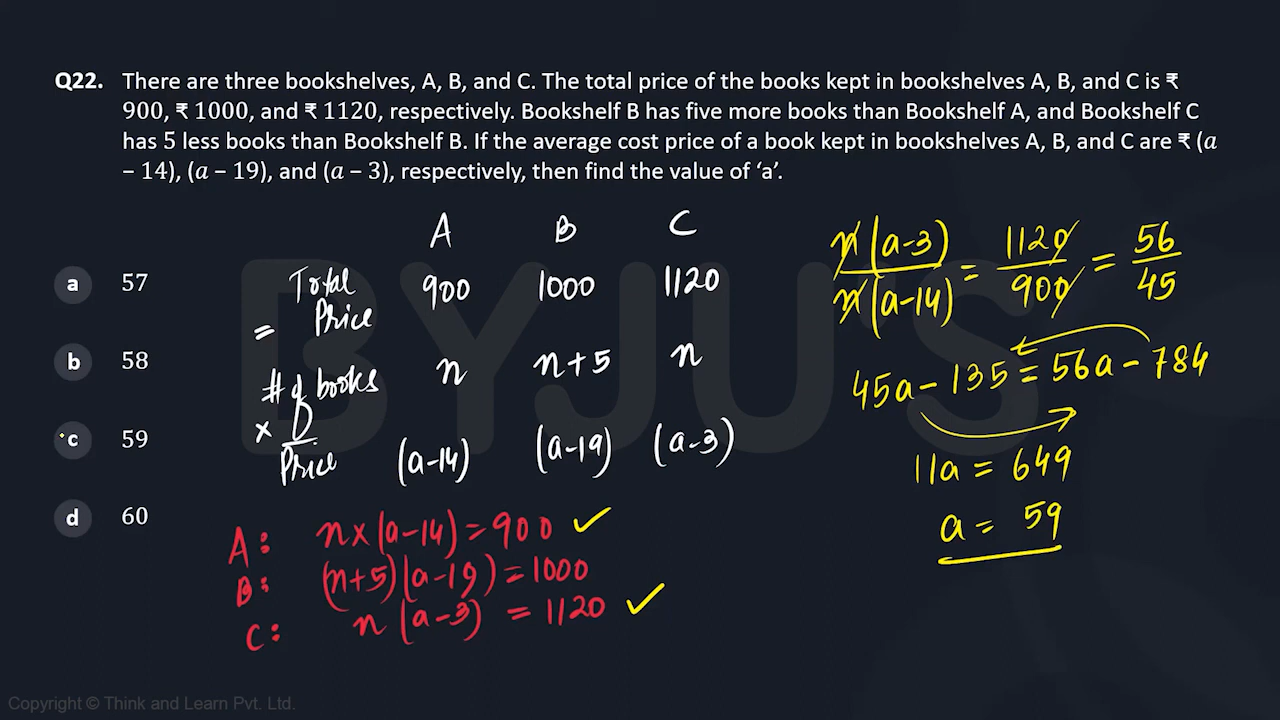 Q22. There are three bookshelves, A, B, and C. The total price of the books kept in bookshelves A, B, and C is ₹
900, ₹ 1000, and ₹ 1120, respectively. Bookshelf B has five more books than Bookshelf A, and Bookshelf C
has 5 less books than Bookshelf B. If the average cost price of a book kept in bookshelves A, B, and C are ₹ (a
− 14), (a − 19), and (a − 3), respectively, then find the value of ‘a’.
a 57
b 58
c 59
d 60
A B C
Total Price 900 1000 1120
=
# of books n n+5 n
×
Price (a-14) (a-19) (a-3)
A: n×(a-14)=900 ✓
B: (n+5)(a-19)=1000
C: n(a-3) = 1120 ✓
n(a-3)/n(a-14) = 1120/900 = 56/45
45a - 135 = 56a - 784
11a = 649
a = 59
BYJU'S
Copyright © Think and Learn Pvt. Ltd.